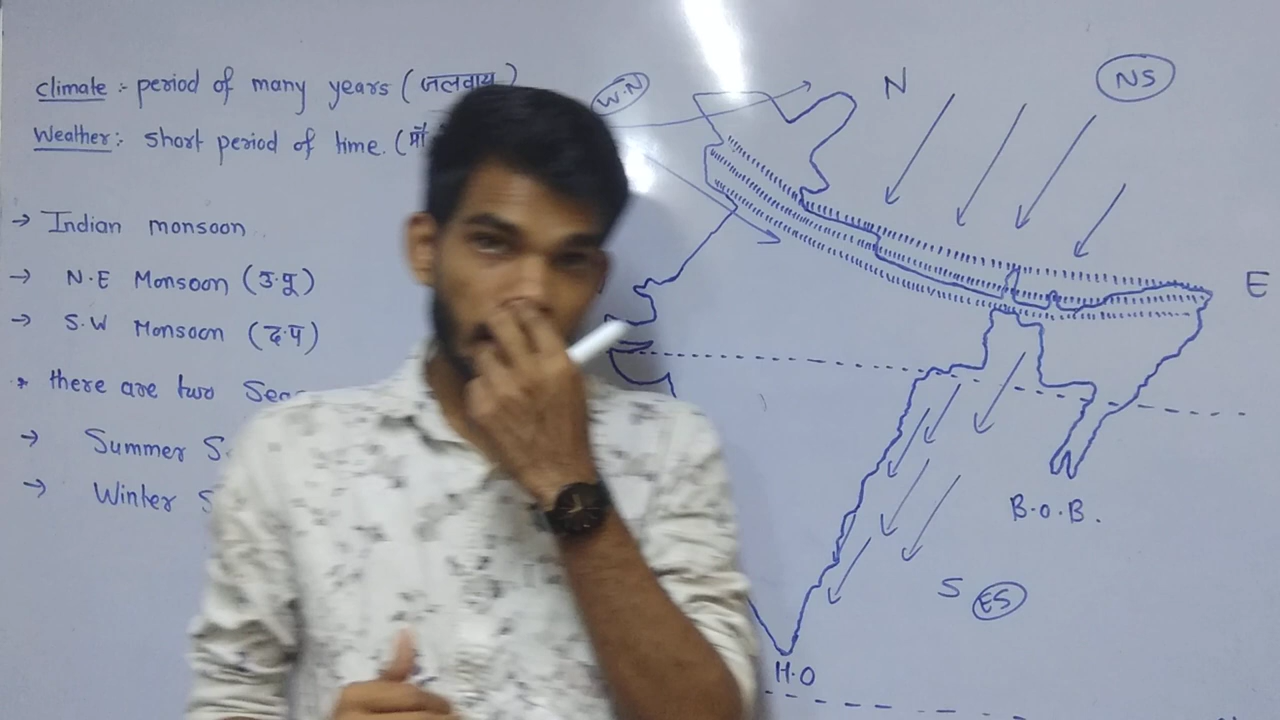 climate :- period of many years (जलवायु)
Weather :- short period of time. (
→ Indian monsoon
→ N.E Monsoon (उ.पू)
→ S.W Monsoon (द.प)
* there are two
→ Summer
→ Winter
W.N
N
NS
E
B.O.B.
S
ES
H.O